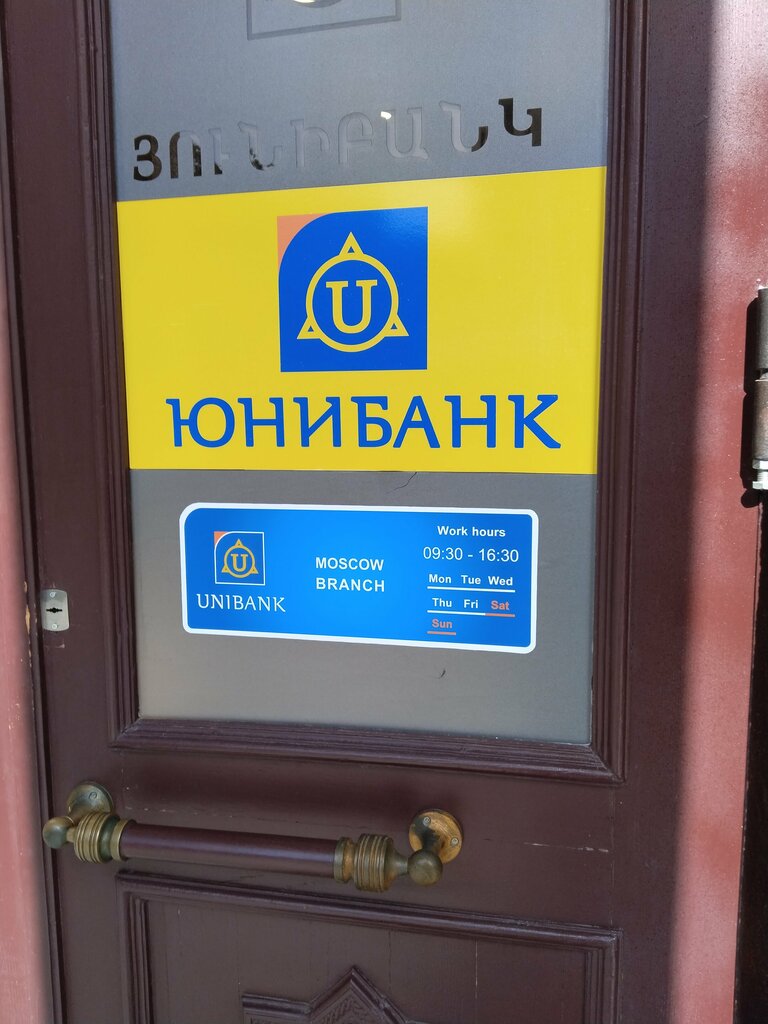 ՅՈՒՆԻԲԱՆԿ
U
ЮНИБАНК
U
UNIBANK
MOSCOW
BRANCH
Work hours
09:30 - 16:30
Mon Tue Wed
Thu Fri Sat
Sun